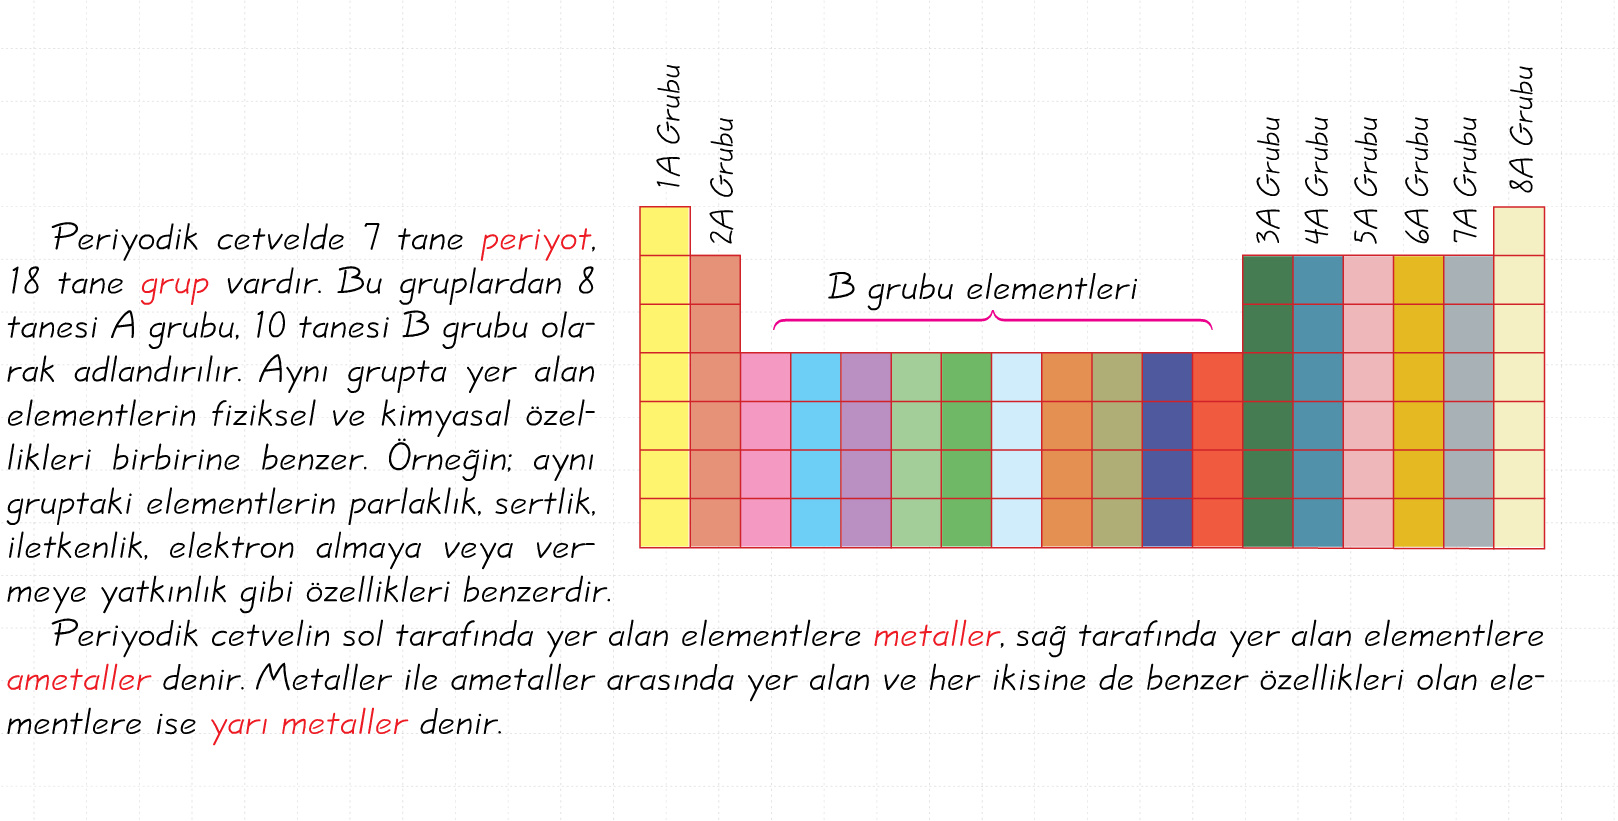 1A Grubu
2A Grubu
3A Grubu
4A Grubu
5A Grubu
6A Grubu
7A Grubu
8A Grubu
B grubu elementleri
Periyodik cetvelde 7 tane periyot,
18 tane grup vardır. Bu gruplardan 8
tanesi A grubu, 10 tanesi B grubu ola-
rak adlandırılır. Aynı grupta yer alan
elementlerin fiziksel ve kimyasal özel-
likleri birbirine benzer. Örneğin; aynı
gruptaki elementlerin parlaklık, sertlik,
iletkenlik, elektron almaya veya ver-
meye yatkınlık gibi özellikleri benzerdir.
Periyodik cetvelin sol tarafında yer alan elementlere metaller, sağ tarafında yer alan elementlere
ametaller denir. Metaller ile ametaller arasında yer alan ve her ikisine de benzer özellikleri olan ele-
mentlere ise yarı metaller denir.